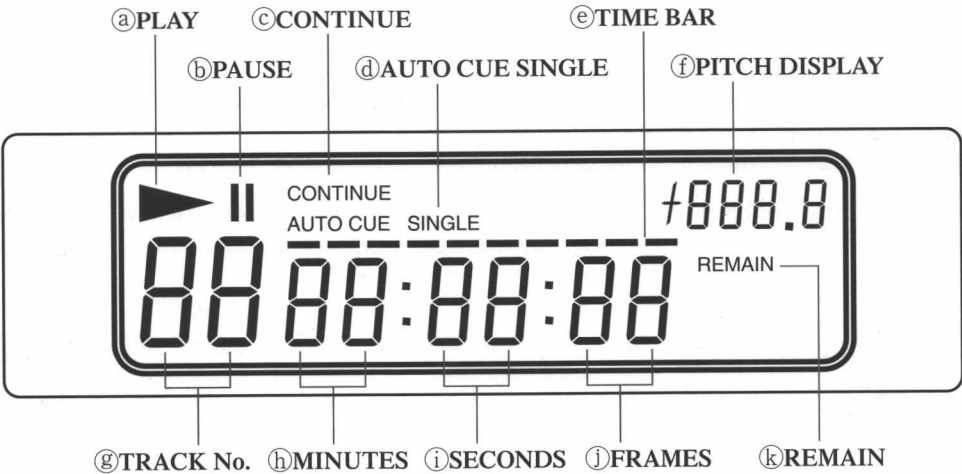 ⓐPLAY ⓒCONTINUE ⓔTIME BAR
ⓑPAUSE ⓓAUTO CUE SINGLE ⓕPITCH DISPLAY
CONTINUE
AUTO CUE SINGLE
+888.8
REMAIN
88 88:88:88
ⓖTRACK No. ⓗMINUTES ⓘSECONDS ⓙFRAMES ⓚREMAIN